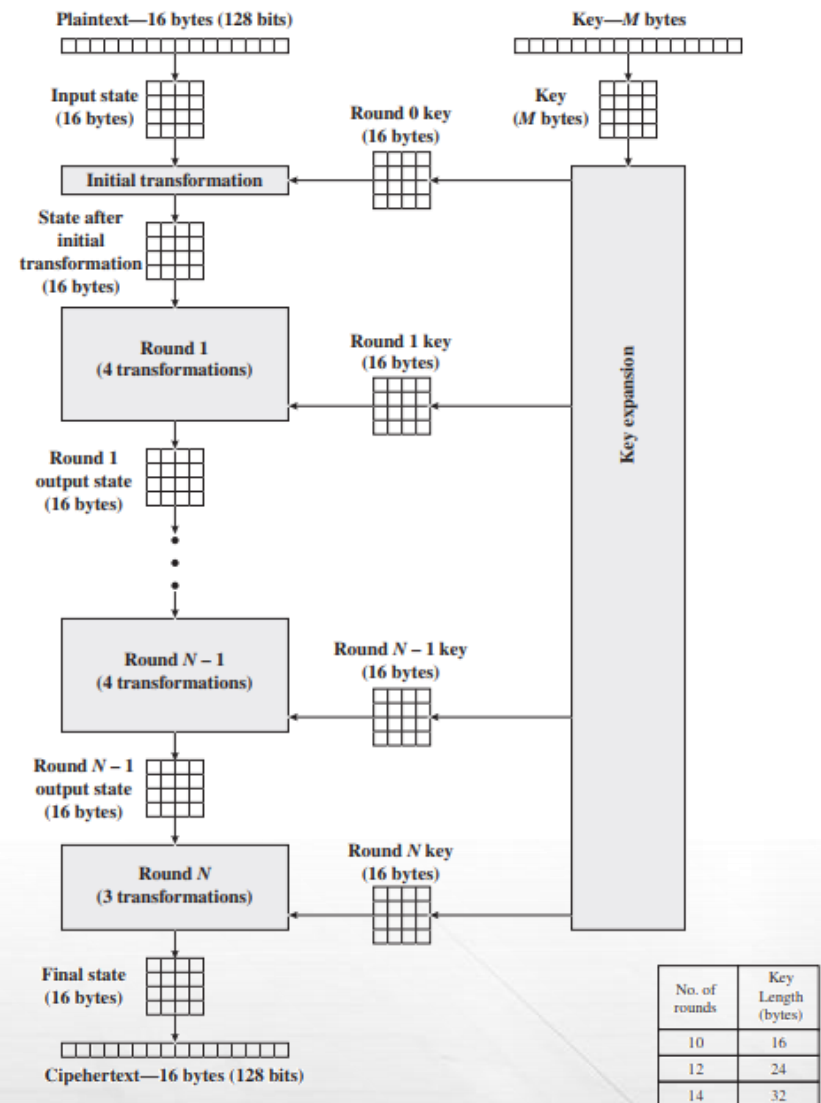 Plaintext—16 bytes (128 bits)
Key—M bytes
Input state
(16 bytes)
Key
(M bytes)
Round 0 key
(16 bytes)
Initial transformation
State after
initial
transformation
(16 bytes)
Round 1
(4 transformations)
Round 1 key
(16 bytes)
Key expansion
Round 1
output state
(16 bytes)
Round N – 1
(4 transformations)
Round N – 1 key
(16 bytes)
Round N – 1
output state
(16 bytes)
Round N
(3 transformations)
Round N key
(16 bytes)
Final state
(16 bytes)
Cipehertext—16 bytes (128 bits)
No. of
rounds
Key
Length
(bytes)
10 16
12 24
14 32